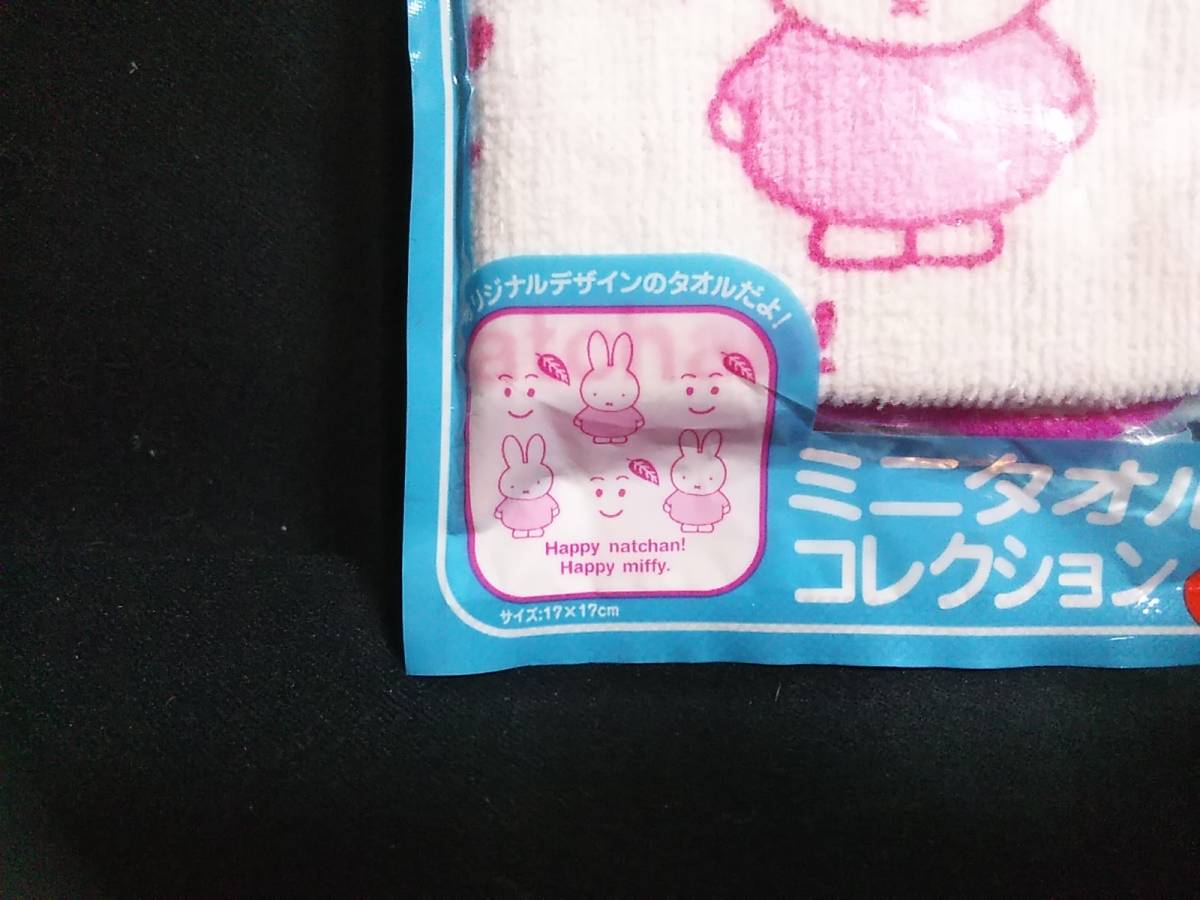 リジナルデザインのタオルだよ!
Happy natchan!
Happy miffy.
サイズ:17×17cm
ミニタオル
コレクション